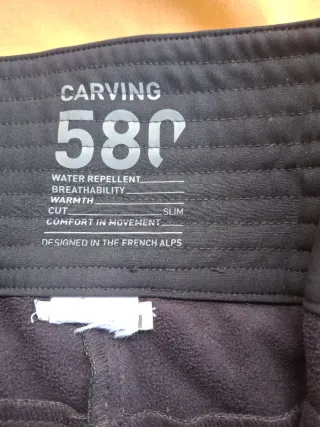 CARVING
580
WATER REPELLENT
BREATHABILITY
WARMTH
CUT SLIM
COMFORT IN MOVEMENT
DESIGNED IN THE FRENCH ALPS